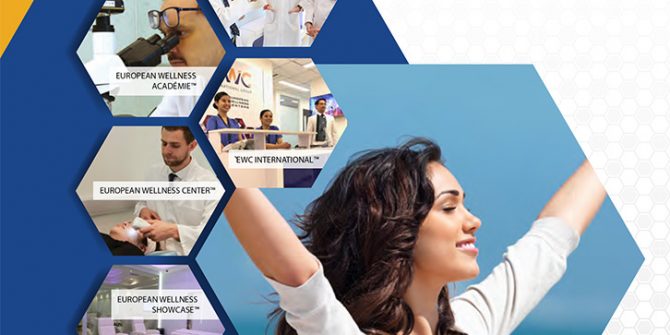 EUROPEAN WELLNESS
ACADÉMIE™
EWC INTERNATIONAL™
EUROPEAN WELLNESS CENTER™
EUROPEAN WELLNESS
SHOWCASE™